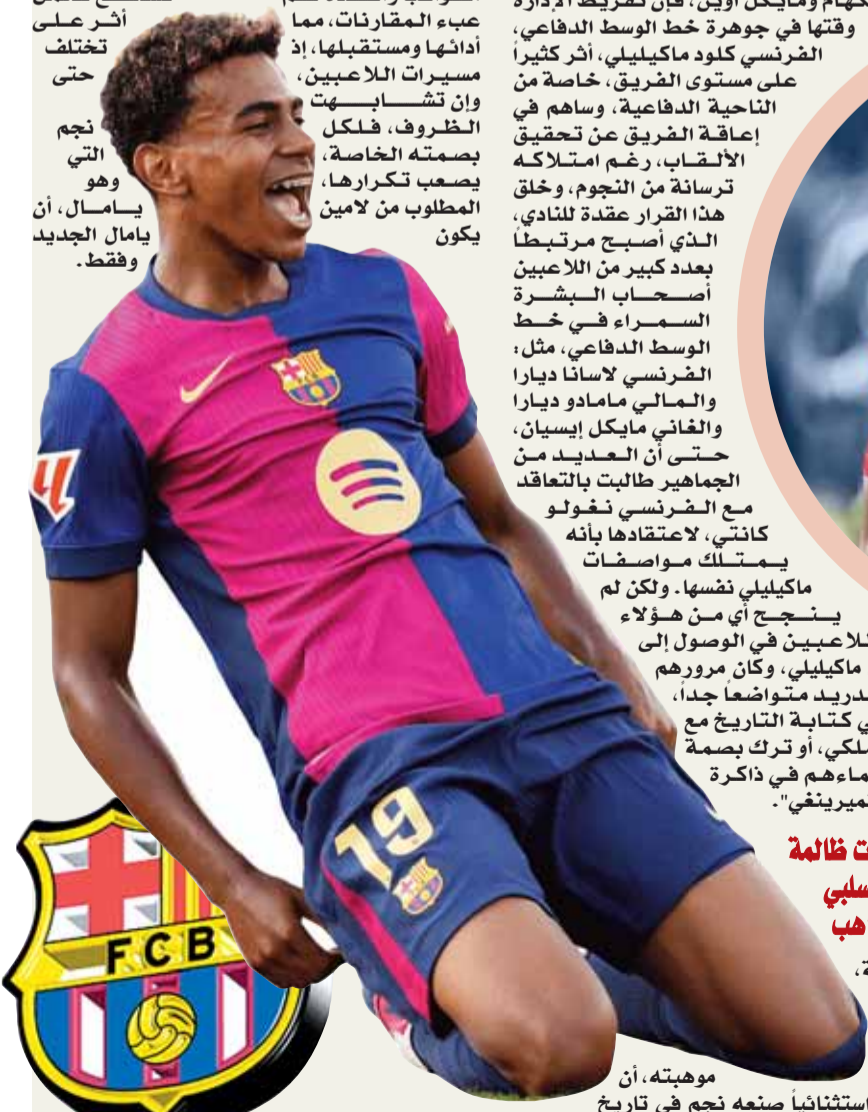 وقتها في جوهرة خط الوسط الدفاعي،
الفرنسي كلود ماكيليلي، أثر كثيراً
على مستوى الفريق، خاصة من
الناحية الدفاعية، وساهم في
إعاقة الفريق عن تحقيق
الألقاب، رغم امتلاكه
ترسانة من النجوم، وخلق
هذا القرار عقدة للنادي،
الذي أصبح مرتبطاً
بعدد كبير من اللاعبين
أصحاب البشرة
السمراء في خط
الوسط الدفاعي، مثل:
الفرنسي لاسانا ديارا
والمالي مامادو ديارا
والغاني مايكل إيسيان،
حتى أن العديد من
الجماهير طالبت بالتعاقد
مع الفرنسي نغولو
كانتي، لاعتقادها بأنه
يمتلك مواصفات
ماكيليلي نفسها. ولكن لم
ينجح أي من هؤلاء
في الوصول إلى
ماكيليلي، وكان مرورهم
متواضعاً جداً،
كتابة التاريخ مع
أو ترك بصمة
في ذاكرة
ظالمة
موهبته، أن
صنعه نجم في تاريخ
عبء المقارنات، مما
أدائها ومستقبلها، إذ
مسيرات اللاعبين،
وإن تشابهت
الظروف، فلكل
بصمته الخاصة،
يصعب تكرارها،
المطلوب من لامين
يكون
أثر على
تختلف
حتى
نجم
التي
وهو
يامال، أن
يامال الجديد
وفقط.
19
FCB